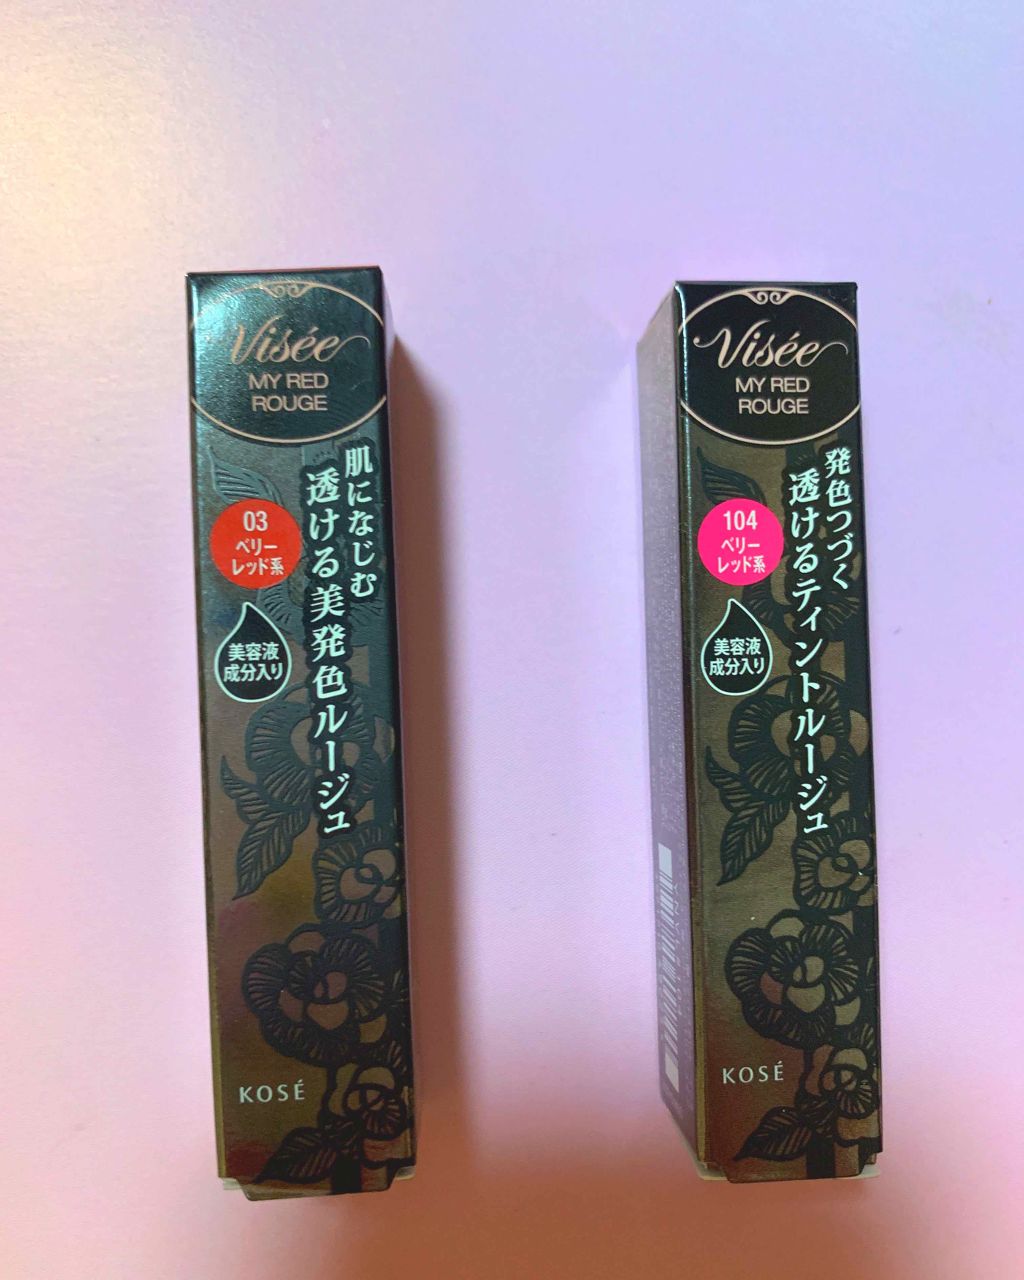 Visée
MY RED
ROUGE
肌になじむ
透ける美発色ルージュ
03
ベリー
レッド系
美容液
成分入り
KOSÉ
Visée
MY RED
ROUGE
発色つづく
透けるティントルージュ
104
ベリー
レッド系
美容液
成分入り
KOSÉ